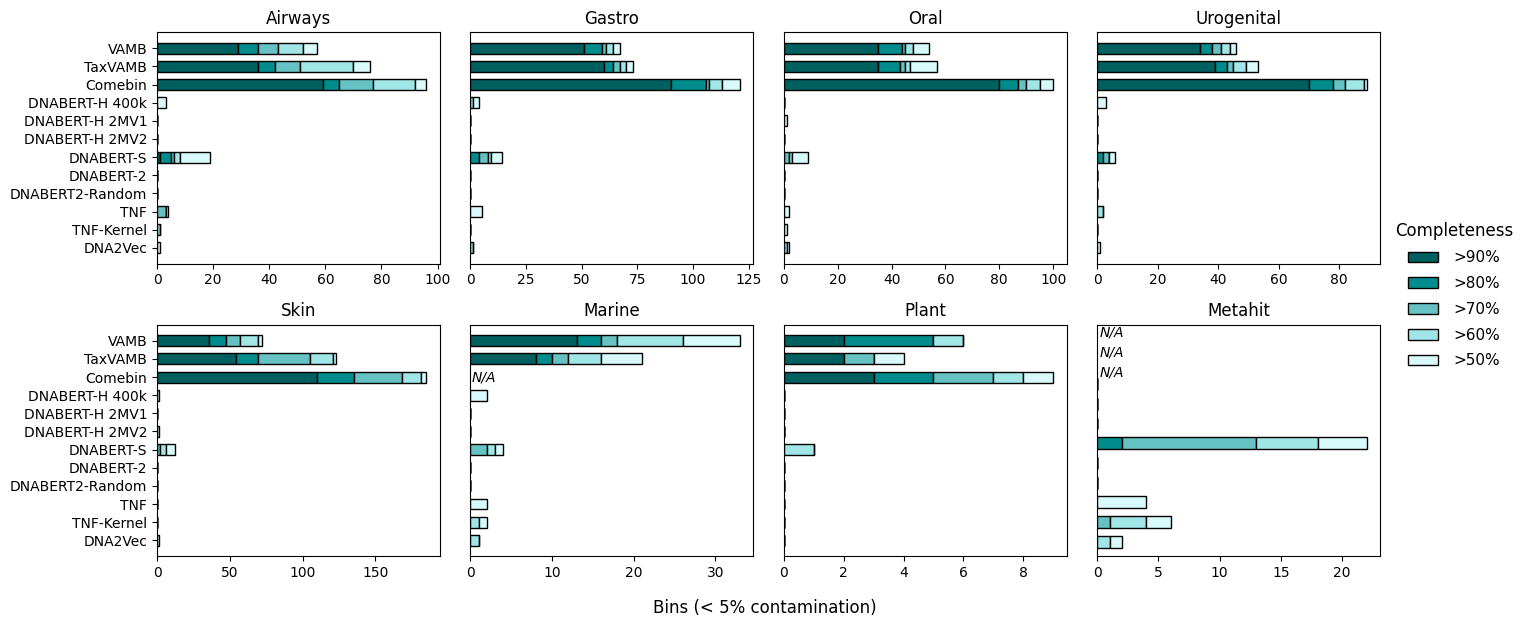 Airways
Gastro
Oral
Urogenital
VAMB
TaxVAMB
Comebin
DNABERT-H 400k
DNABERT-H 2MV1
DNABERT-H 2MV2
DNABERT-S
DNABERT-2
DNABERT2-Random
TNF
TNF-Kernel
DNA2Vec
0 20 40 60 80 100
0 25 50 75 100 125
0 20 40 60 80 100
0 20 40 60 80
Completeness
>90%
>80%
>70%
>60%
>50%
Skin
Marine
Plant
Metahit
VAMB
TaxVAMB
Comebin
DNABERT-H 400k
DNABERT-H 2MV1
DNABERT-H 2MV2
DNABERT-S
DNABERT-2
DNABERT2-Random
TNF
TNF-Kernel
DNA2Vec
N/A
N/A
N/A
N/A
0 50 100 150
0 10 20 30
0 2 4 6 8
0 5 10 15 20
Bins (< 5% contamination)